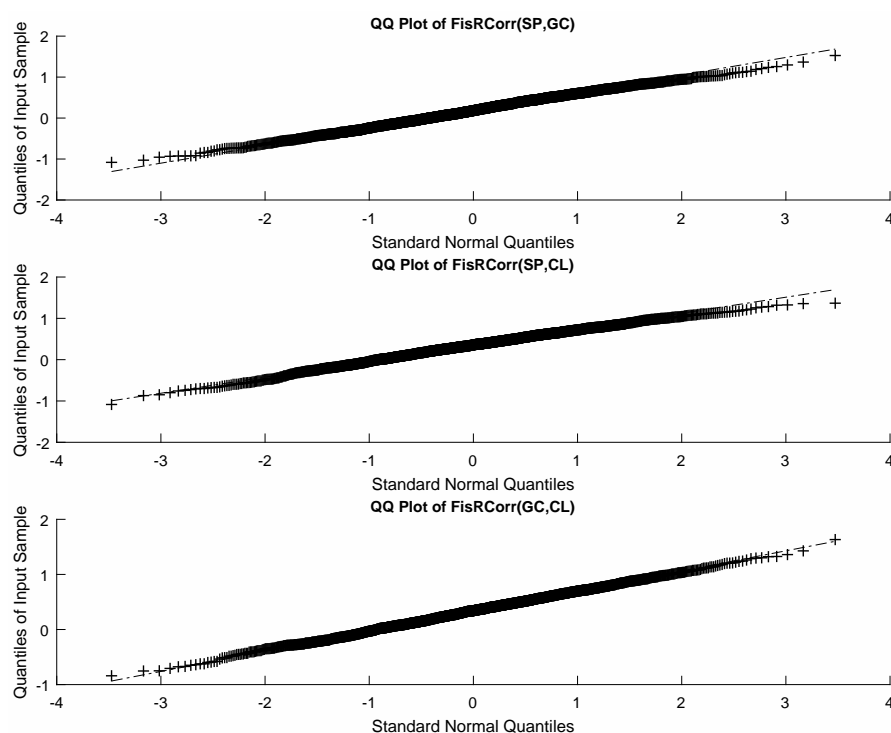 QQ Plot of FisRCorr(SP,GC)
Quantiles of Input Sample
2
1
0
-1
-2
-4 -3 -2 -1 0 1 2 3 4
Standard Normal Quantiles
QQ Plot of FisRCorr(SP,CL)
Quantiles of Input Sample
2
1
0
-1
-2
-4 -3 -2 -1 0 1 2 3 4
Standard Normal Quantiles
QQ Plot of FisRCorr(GC,CL)
Quantiles of Input Sample
2
1
0
-1
-4 -3 -2 -1 0 1 2 3 4
Standard Normal Quantiles